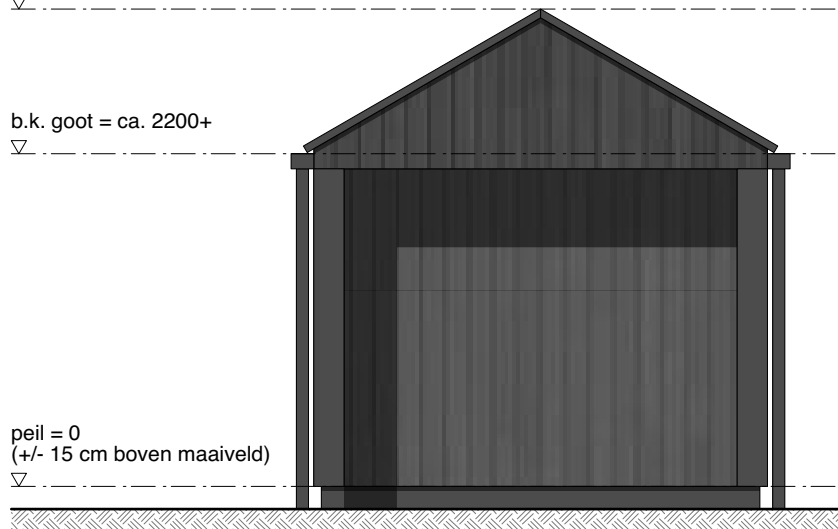 b.k. goot = ca. 2200+
peil = 0
(+/- 15 cm boven maaiveld)